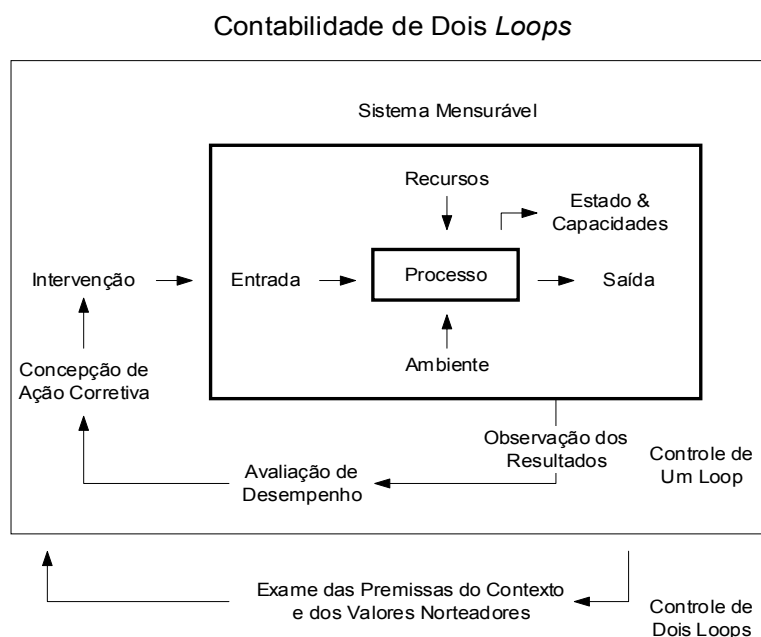 Contabilidade de Dois Loops
Sistema Mensurável
Recursos
Estado &
Capacidades
Intervenção
Entrada
Processo
Saída
Ambiente
Concepção de
Ação Corretiva
Observação dos
Resultados
Avaliação de
Desempenho
Controle de
Um Loop
Exame das Premissas do Contexto
e dos Valores Norteadores
Controle de
Dois Loops